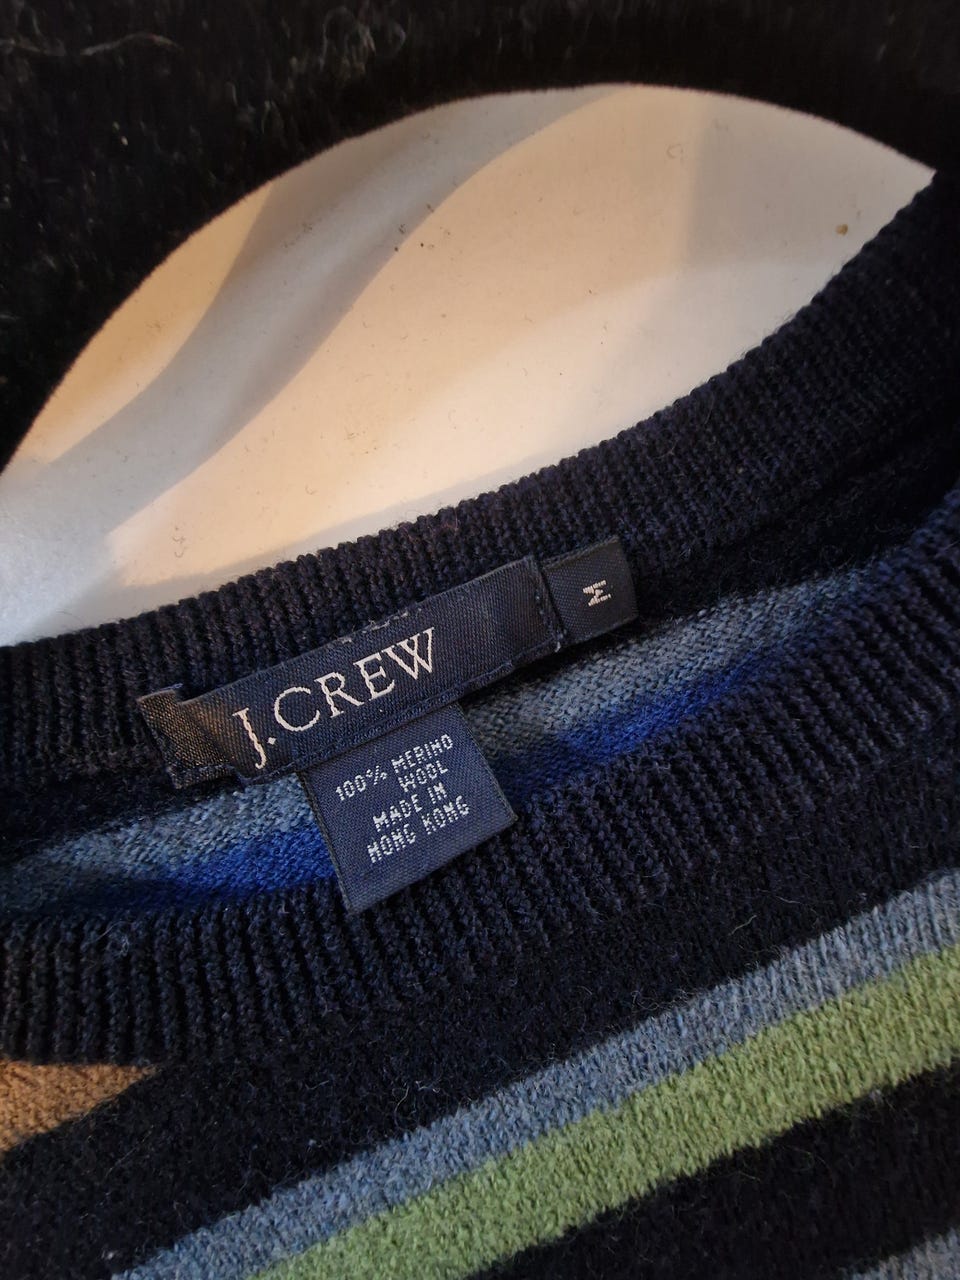 J.CREW
M
100% MERINO
WOOL
MADE IN
HONG KONG